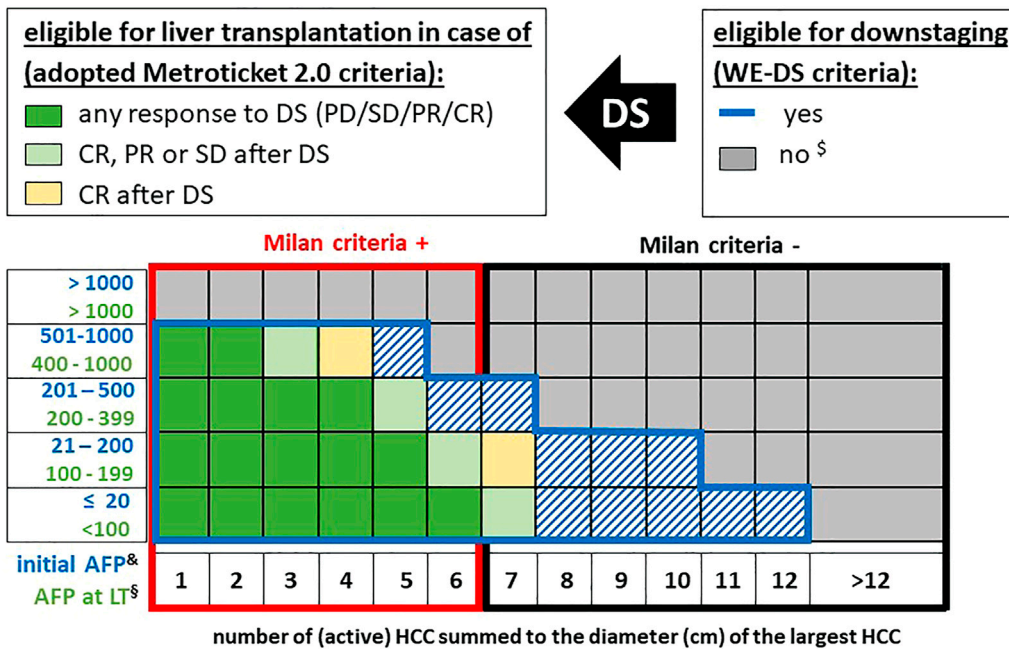 eligible for liver transplantation in case of
(adopted Metroticket 2.0 criteria):
any response to DS (PD/SD/PR/CR)
CR, PR or SD after DS
CR after DS
DS
eligible for downstaging
(WE-DS criteria):
yes
no $
Milan criteria +
Milan criteria -
> 1000
> 1000
501-1000
400 - 1000
201 – 500
200 - 399
21 – 200
100 - 199
≤ 20
<100
initial AFP&
AFP at LT§
1 2 3 4 5 6 7 8 9 10 11 12 >12
number of (active) HCC summed to the diameter (cm) of the largest HCC